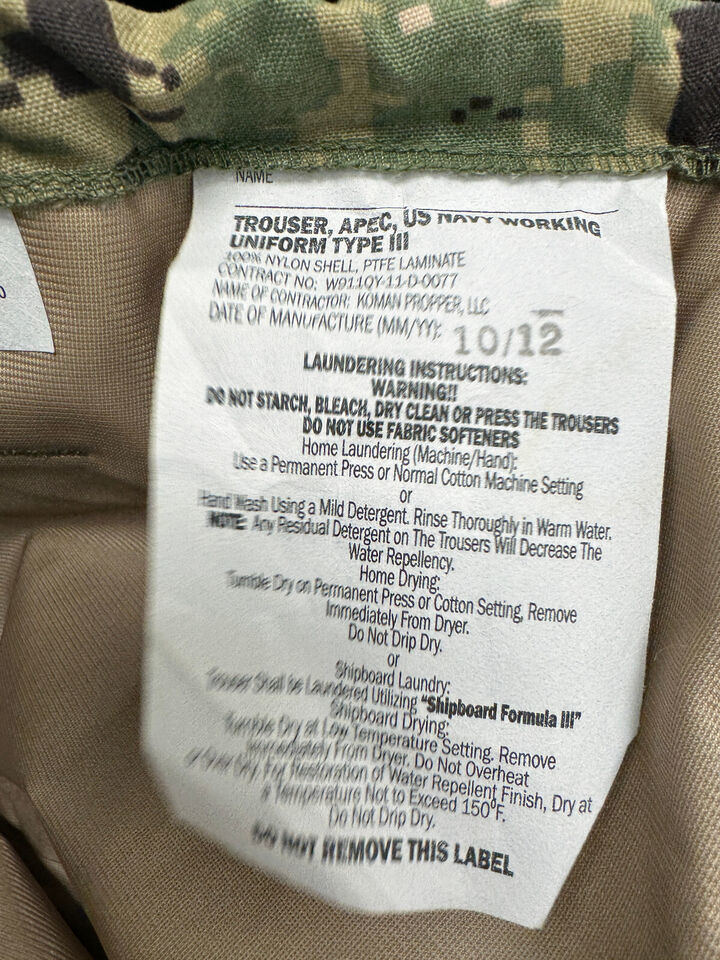 NAME
TROUSER, APEC, US NAVY WORKING
UNIFORM TYPE III
100% NYLON SHELL, PTFE LAMINATE
CONTRACT NO: W911QY-11-D-0077
NAME OF CONTRACTOR: KOMAN PROPPER, LLC
DATE OF MANUFACTURE (MM/YY): 10/12
LAUNDERING INSTRUCTIONS:
WARNING!!
DO NOT STARCH, BLEACH, DRY CLEAN OR PRESS THE TROUSERS
DO NOT USE FABRIC SOFTENERS
Home Laundering (Machine/Hand):
Use a Permanent Press or Normal Cotton Machine Setting
or
Hand Wash Using a Mild Detergent. Rinse Thoroughly in Warm Water.
NOTE: Any Residual Detergent on The Trousers Will Decrease The
Water Repellency.
Home Drying:
Tumble Dry on Permanent Press or Cotton Setting, Remove
Immediately From Dryer.
Do Not Drip Dry.
or
Shipboard Laundry:
Trouser Shall be Laundered Utilizing "Shipboard Formula III"
Shipboard Drying:
Tumble Dry at Low Temperature Setting. Remove
Immediately From Dryer. Do Not Overheat
or Over Dry. For Restoration of Water Repellent Finish, Dry at
a Temperature Not to Exceed 150°F.
Do Not Drip Dry.
DO NOT REMOVE THIS LABEL